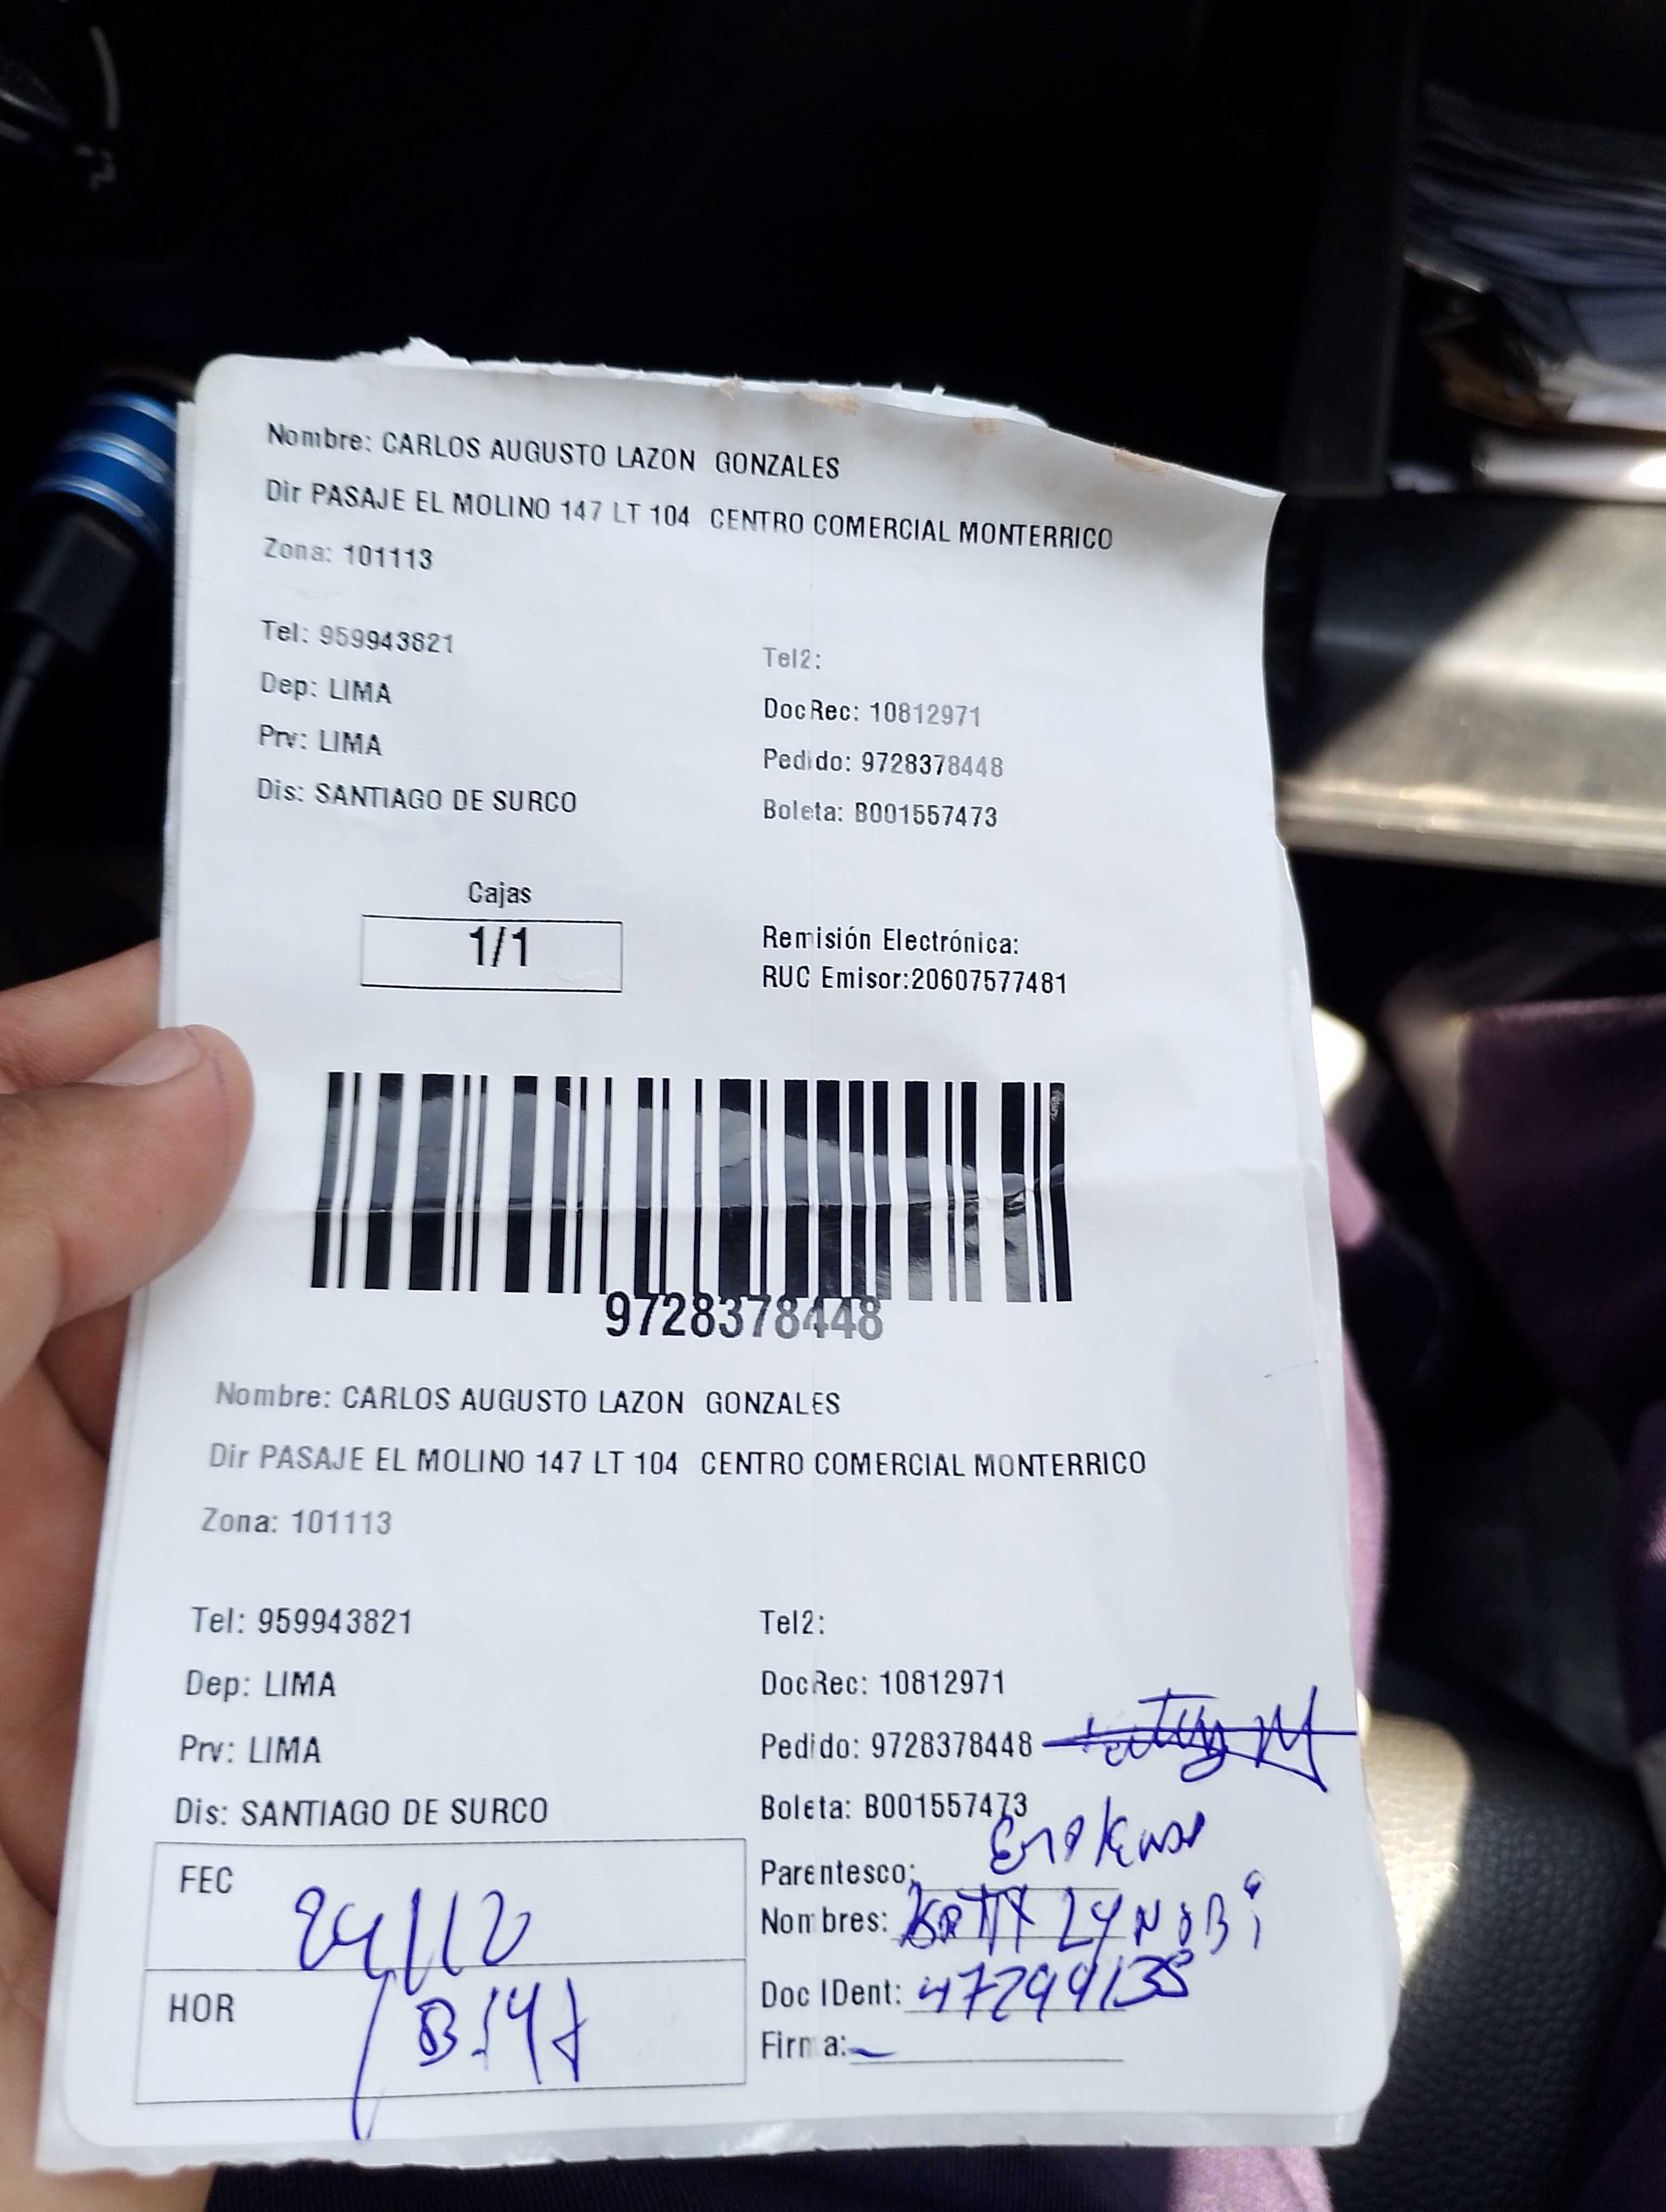 Nombre: CARLOS AUGUSTO LAZON GONZALES
Dir PASAJE EL MOLINO 147 LT 104 CENTRO COMERCIAL MONTERRICO
Zona: 101113
Tel: 959943821
Tel2:
Dep: LIMA
DocRec: 10812971
Prv: LIMA
Pedido: 9728378448
Dis: SANTIAGO DE SURCO
Boleta: B001557473
Cajas
1/1
Remisión Electrónica:
RUC Emisor:20607577481
9728378448
Nombre: CARLOS AUGUSTO LAZON GONZALES
Dir PASAJE EL MOLINO 147 LT 104 CENTRO COMERCIAL MONTERRICO
Zona: 101113
Tel: 959943821
Tel2:
Dep: LIMA
DocRec: 10812971
Prv: LIMA
Pedido: 9728378448
Dis: SANTIAGO DE SURCO
Boleta: B001557473
FEC
Parentesco:
Nombres:
HOR
Doc IDent:
Firma: